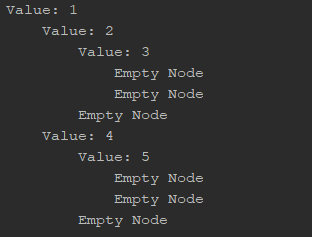 Value: 1
    Value: 2
        Value: 3
            Empty Node
            Empty Node
        Empty Node
    Value: 4
        Value: 5
            Empty Node
            Empty Node
        Empty Node